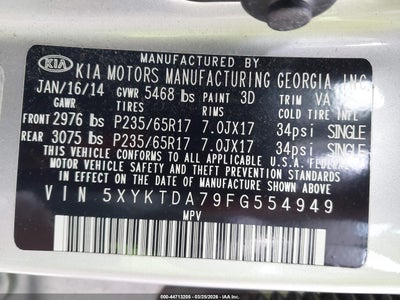 MANUFACTURED BY
KIA KIA MOTORS MANUFACTURING GEORGIA, INC.
JAN/16/14 GVWR 5468 lbs PAINT 3D TRIM VA
GAWR TIRES RIMS COLD TIRE INFL
FRONT 2976 lbs P235/65R17 7.0JX17 34psi SINGLE
REAR 3075 lbs P235/65R17 7.0JX17 34psi SINGLE
THIS VEHICLE CONFORMS TO ALL APPLICABLE U.S.A. FEDERAL
MOTOR VEHICLE SAFETY STANDARDS IN
EFFECT ON THE DATE OF MANUFACTURE SHOWN ABOVE.
VIN 5XYKTDA79FG554949
MPV
000-44713205 - 03/25/2026 - IAA, Inc.